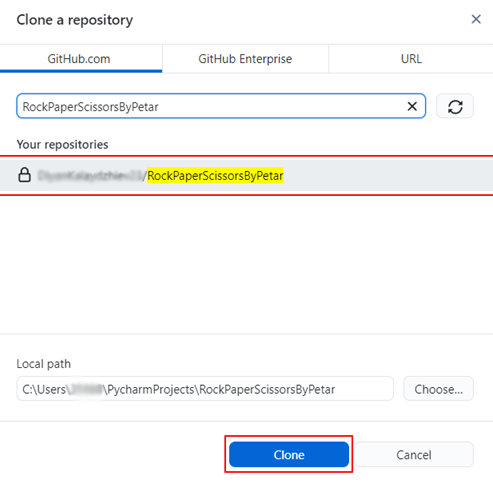 Clone a repository
GitHub.com
GitHub Enterprise
URL
RockPaperScissorsByPetar
Your repositories
/RockPaperScissorsByPetar
Local path
C:\Users\ \PycharmProjects\RockPaperScissorsByPetar
Choose...
Clone
Cancel